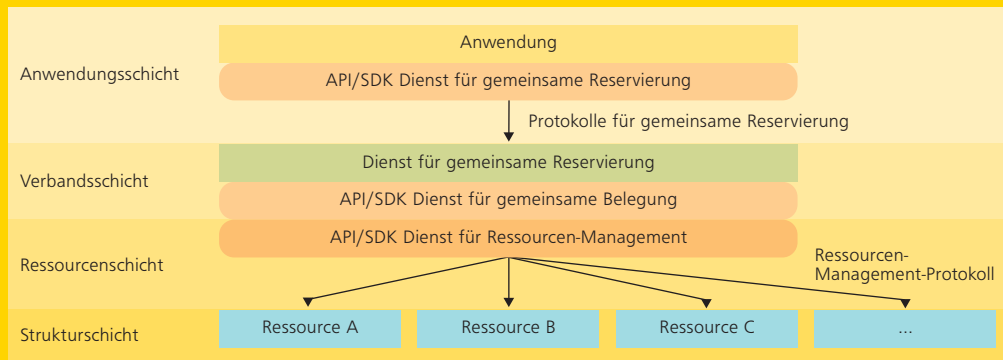 Anwendung
Anwendungsschicht
API/SDK Dienst für gemeinsame Reservierung
Protokolle für gemeinsame Reservierung
Dienst für gemeinsame Reservierung
Verbandsschicht
API/SDK Dienst für gemeinsame Belegung
API/SDK Dienst für Ressourcen-Management
Ressourcenschicht
Ressourcen-
Management-Protokoll
Strukturschicht
Ressource A
Ressource B
Ressource C
...